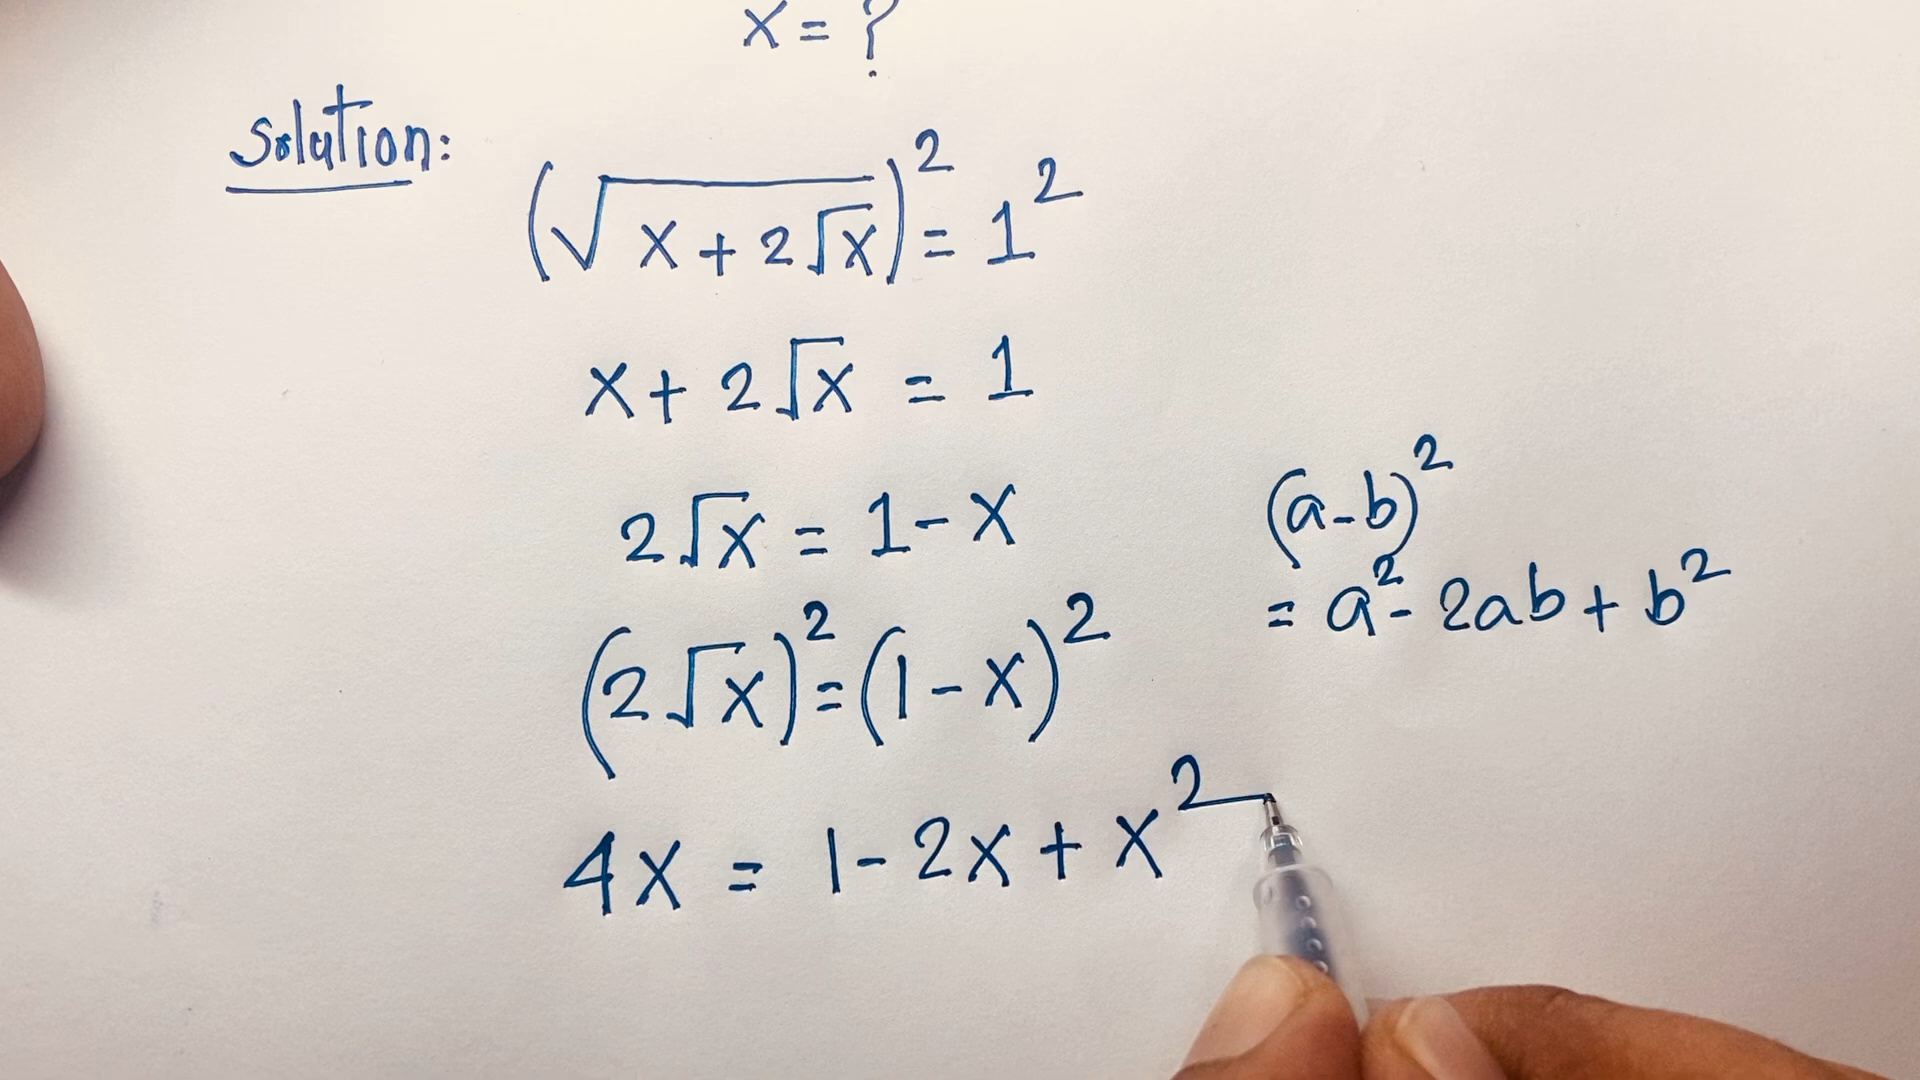 x = ?
Solution:
(√(x + 2√x))² = 1²
x + 2√x = 1
2√x = 1 - x
(a-b)²
= a² - 2ab + b²
(2√x)² = (1 - x)²
4x = 1 - 2x + x²